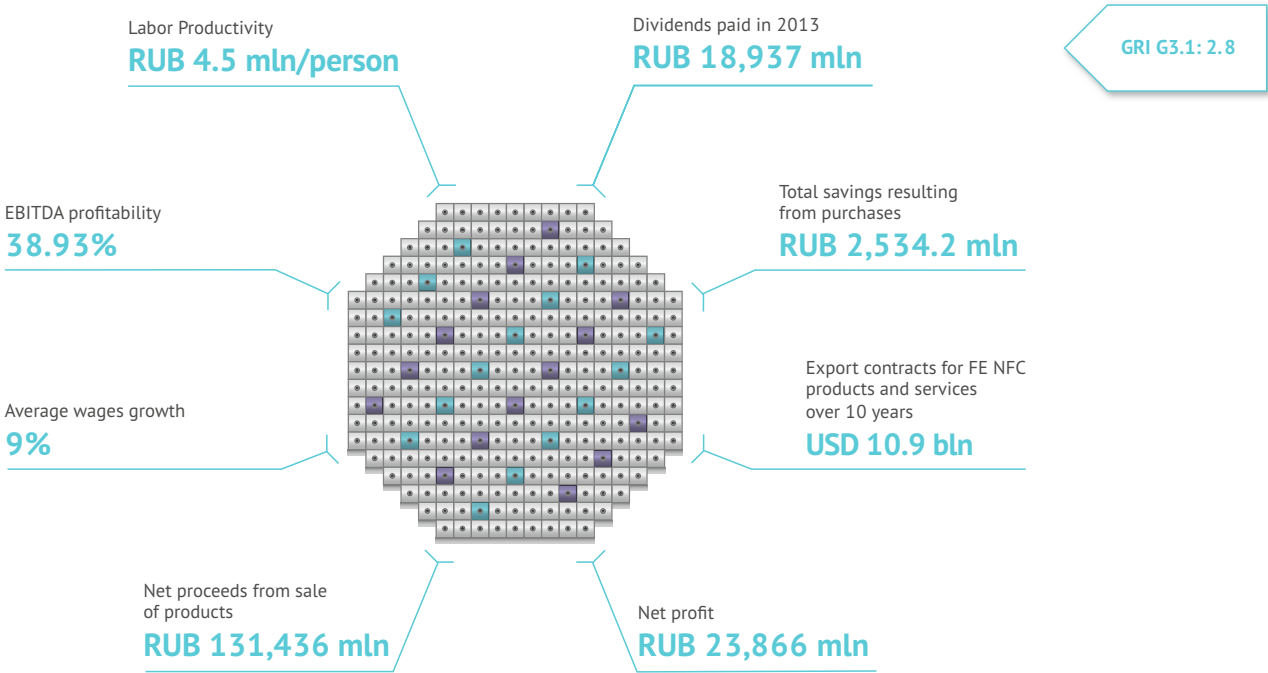 Labor Productivity
RUB 4.5 mln/person
Dividends paid in 2013
RUB 18,937 mln
GRI G3.1: 2.8
EBITDA profitability
38.93%
Total savings resulting
from purchases
RUB 2,534.2 mln
Average wages growth
9%
Export contracts for FE NFC
products and services
over 10 years
USD 10.9 bln
Net proceeds from sale
of products
RUB 131,436 mln
Net profit
RUB 23,866 mln